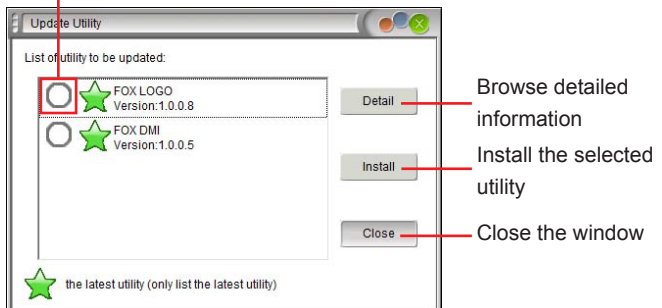 Update Utility
List of utility to be updated:
FOX LOGO
Version:1.0.0.8
FOX DMI
Version:1.0.0.5
Detail
Install
Close
the latest utility (only list the latest utility)
Browse detailed
information
Install the selected
utility
Close the window